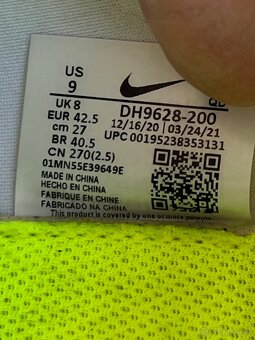 US
9
UK 8
EUR 42.5
cm 27
BR 40.5
CN 270(2.5)
DH9628-200
12/16/20 | 03/24/21
UPC 00195238353131
01MN55E39649E
MADE IN CHINA
HECHO EN CHINA
FABRIQUE EN CHINE
FABRICADO NA CHINA
This product is covered by one or more patents